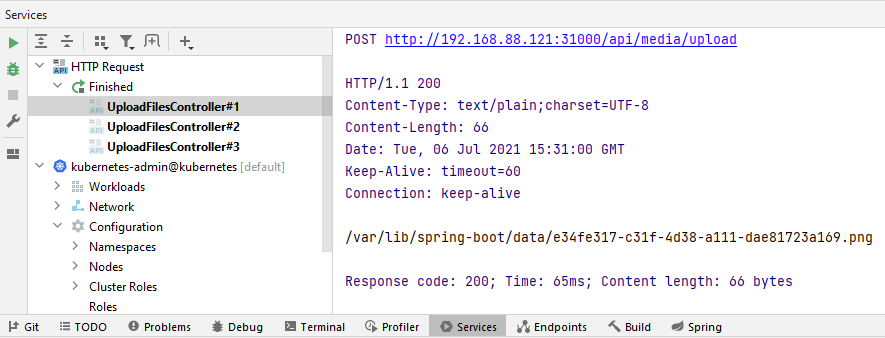 Services
HTTP Request
Finished
UploadFilesController#1
UploadFilesController#2
UploadFilesController#3
kubernetes-admin@kubernetes [default]
Workloads
Network
Configuration
Namespaces
Nodes
Cluster Roles
Roles
POST http://192.168.88.121:31000/api/media/upload
HTTP/1.1 200
Content-Type: text/plain;charset=UTF-8
Content-Length: 66
Date: Tue, 06 Jul 2021 15:31:00 GMT
Keep-Alive: timeout=60
Connection: keep-alive
/var/lib/spring-boot/data/e34fe317-c31f-4d38-a111-dae81723a169.png
Response code: 200; Time: 65ms; Content length: 66 bytes
Git TODO Problems Debug Terminal Profiler Services Endpoints Build Spring